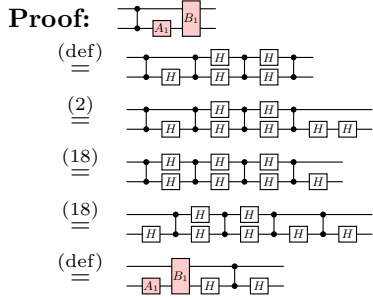 Proof: A₁ B₁
(def)
= H H
H H H
(2)
= H H
H H H H H
(18)
= H H
H H H H
(18)
= H H
H H H H H
(def)
= A₁ B₁ H H